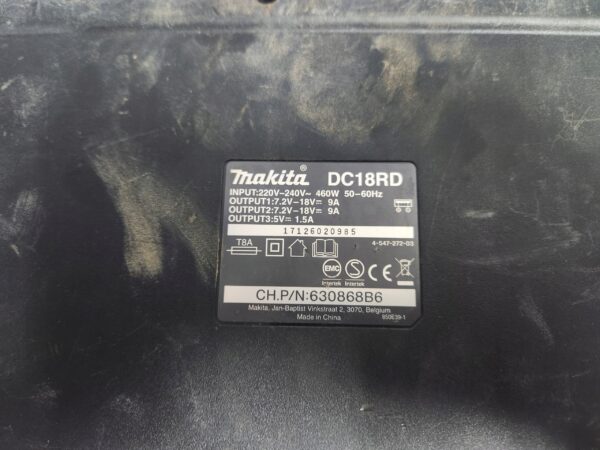 makita® DC18RD
INPUT:220V~240V~ 460W 50-60Hz
OUTPUT1:7.2V-18V⎓ 9A
OUTPUT2:7.2V-18V⎓ 9A
OUTPUT3:5V⎓ 1.5A
17126020985
T8A
4-547-272-03
EMC S CE
Intertek Intertek
CH.P/N:630868B6
Makita, Jan-Baptist Vinkstraat 2, 3070, Belgium
Made in China 850E39-1